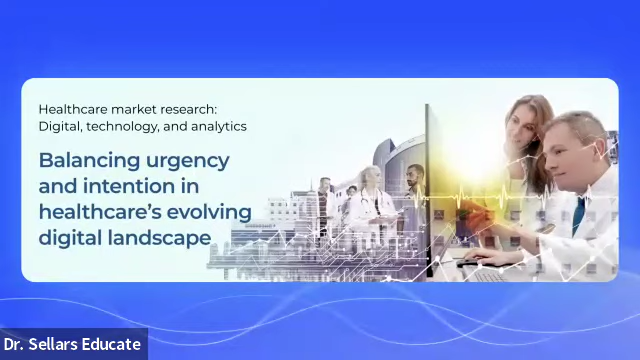 Healthcare market research:
Digital, technology, and analytics
Balancing urgency
and intention in
healthcare's evolving
digital landscape
Dr. Sellars Educate